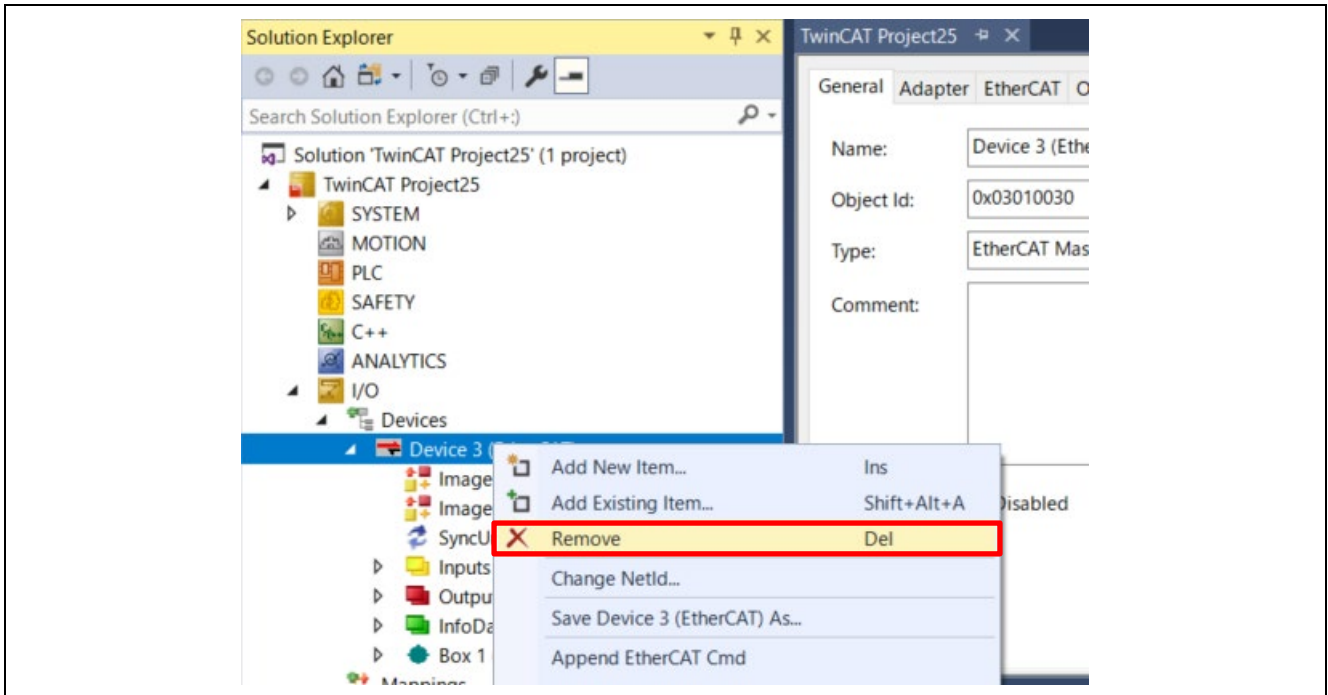 Solution Explorer
Search Solution Explorer (Ctrl+:)
Solution 'TwinCAT Project25' (1 project)
TwinCAT Project25
SYSTEM
MOTION
PLC
SAFETY
C++
ANALYTICS
I/O
Devices
Device 3
Image
Image
SyncU
Inputs
Outpu
InfoDa
Box 1
Mappings
Add New Item... Ins
Add Existing Item... Shift+Alt+A
Remove Del
Change NetId...
Save Device 3 (EtherCAT) As...
Append EtherCAT Cmd
TwinCAT Project25
General Adapter EtherCAT O
Name: Device 3 (Ethe
Object Id: 0x03010030
Type: EtherCAT Mas
Comment:
Disabled